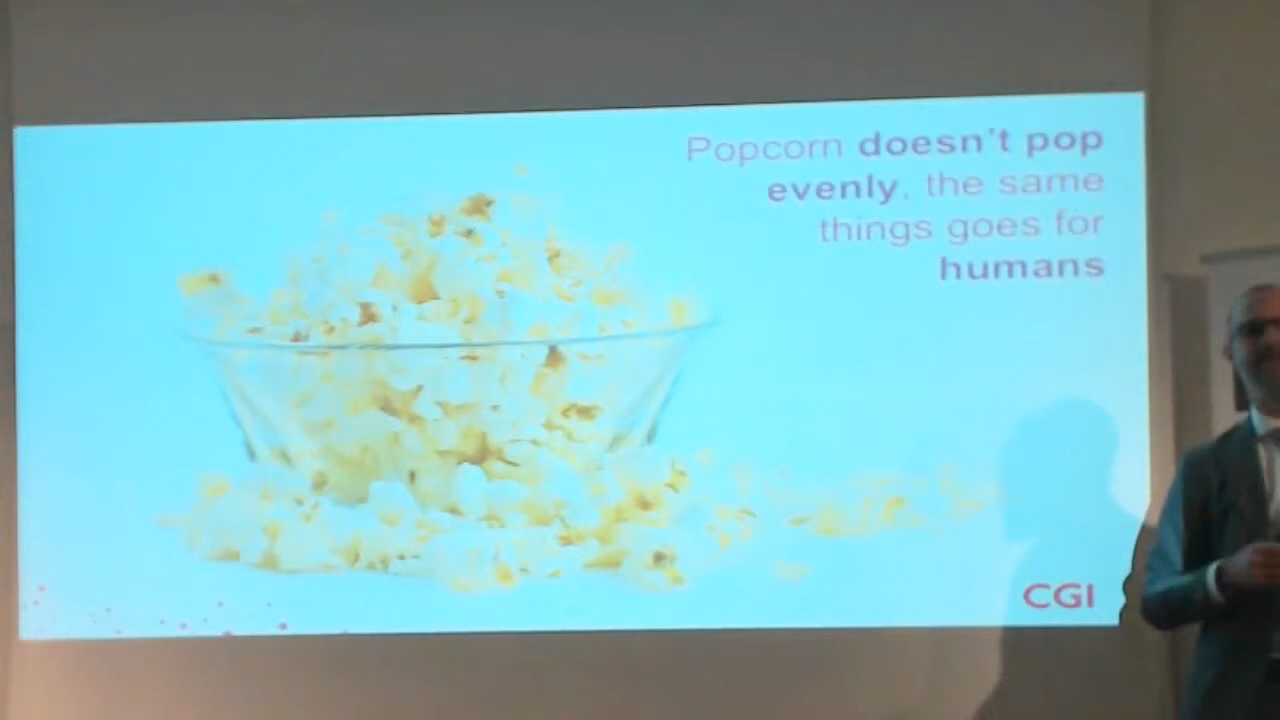 Popcorn doesn't pop
evenly, the same
things goes for
humans
CGI